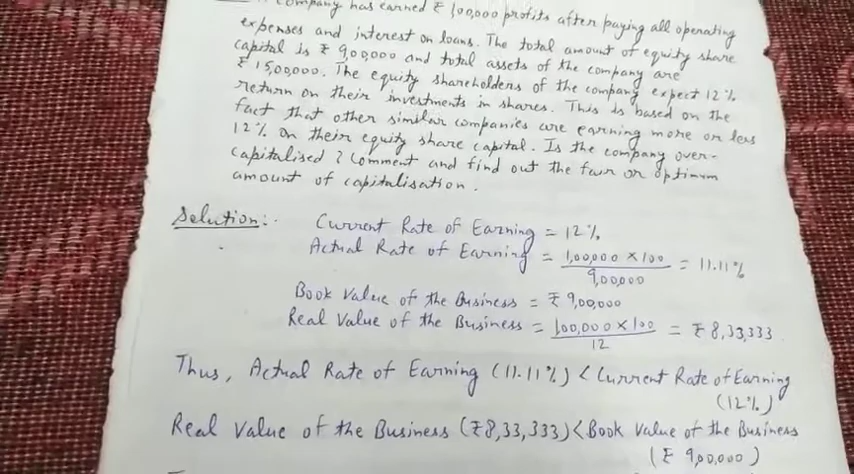 company has earned ₹ 1,00,000 profits after paying all operating
expenses and interest on loans. The total amount of equity share
capital is ₹ 9,00,000 and total assets of the company are
₹ 15,00,000. The equity shareholders of the company expect 12%
return on their investments in shares. This is based on the
fact that other similar companies are earning more or less
12% on their equity share capital. Is the company over-
capitalised? Comment and find out the fair or optimum
amount of capitalisation.
Solution:- Current Rate of Earning = 12%
Actual Rate of Earning = 1,00,000 × 100 / 9,00,000 = 11.11%
Book Value of the Business = ₹ 9,00,000
Real Value of the Business = 1,00,000 × 100 / 12 = ₹ 8,33,333
Thus, Actual Rate of Earning (11.11%) < Current Rate of Earning
(12%)
Real Value of the Business (₹8,33,333) < Book Value of the Business
(₹ 9,00,000)